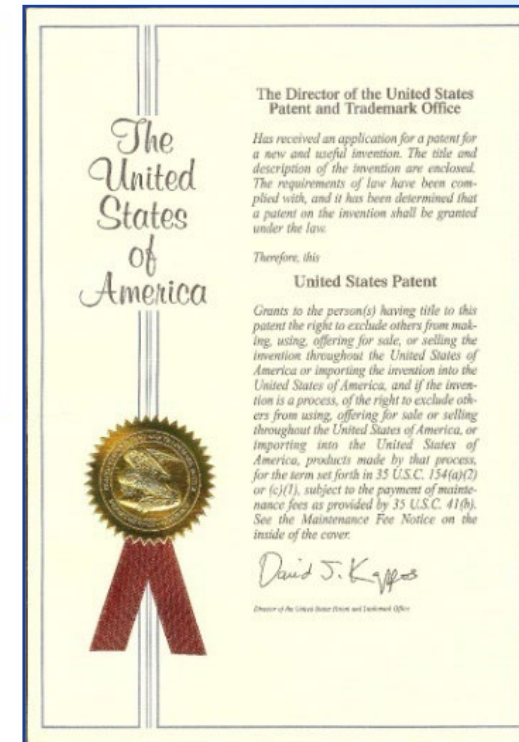 The
United
States
of
America
The Director of the United States
Patent and Trademark Office
Has received an application for a patent for
a new and useful invention. The title and
description of the invention are enclosed.
The requirements of law have been com-
plied with, and it has been determined that
a patent on the invention shall be granted
under the law.
Therefore, this
United States Patent
Grants to the person(s) having title to this
patent the right to exclude others from mak-
ing, using, offering for sale, or selling the
invention throughout the United States of
America or importing the invention into the
United States of America, and if the inven-
tion is a process, of the right to exclude oth-
ers from using, offering for sale or selling
throughout the United States of America, or
importing into the United States of
America, products made by that process,
for the term set forth in 35 U.S.C. 154(a)(2)
or (c)(1), subject to the payment of mainte-
nance fees as provided by 35 U.S.C. 41(b).
See the Maintenance Fee Notice on the
inside of the cover.
David J. Kappos
Director of the United States Patent and Trademark Office